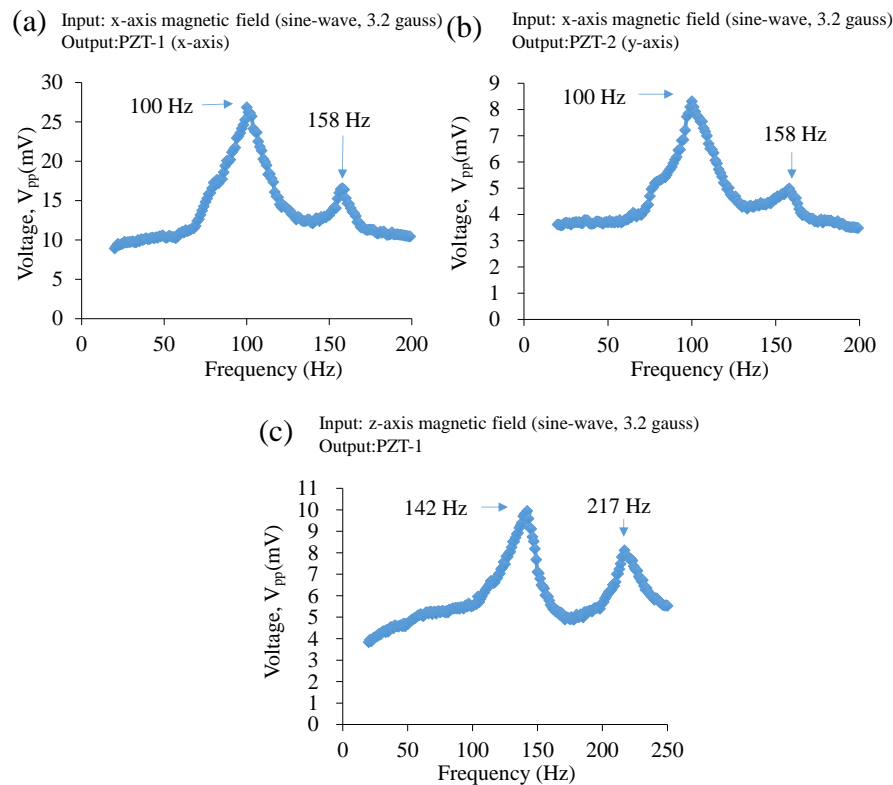 (a)
Input: x-axis magnetic field (sine-wave, 3.2 gauss)
Output:PZT-1 (x-axis)
Voltage, Vpp(mV)
30
25
20
15
10
5
0
100 Hz
158 Hz
0
50
100
150
200
Frequency (Hz)
(b)
Input: x-axis magnetic field (sine-wave, 3.2 gauss)
Output:PZT-2 (y-axis)
Voltage, Vpp(mV)
9
8
7
6
5
4
3
2
1
0
100 Hz
158 Hz
0
50
100
150
200
Frequency (Hz)
(c)
Input: z-axis magnetic field (sine-wave, 3.2 gauss)
Output:PZT-1
Voltage, Vpp(mV)
11
10
9
8
7
6
5
4
3
2
1
0
142 Hz
217 Hz
0
50
100
150
200
250
Frequency (Hz)